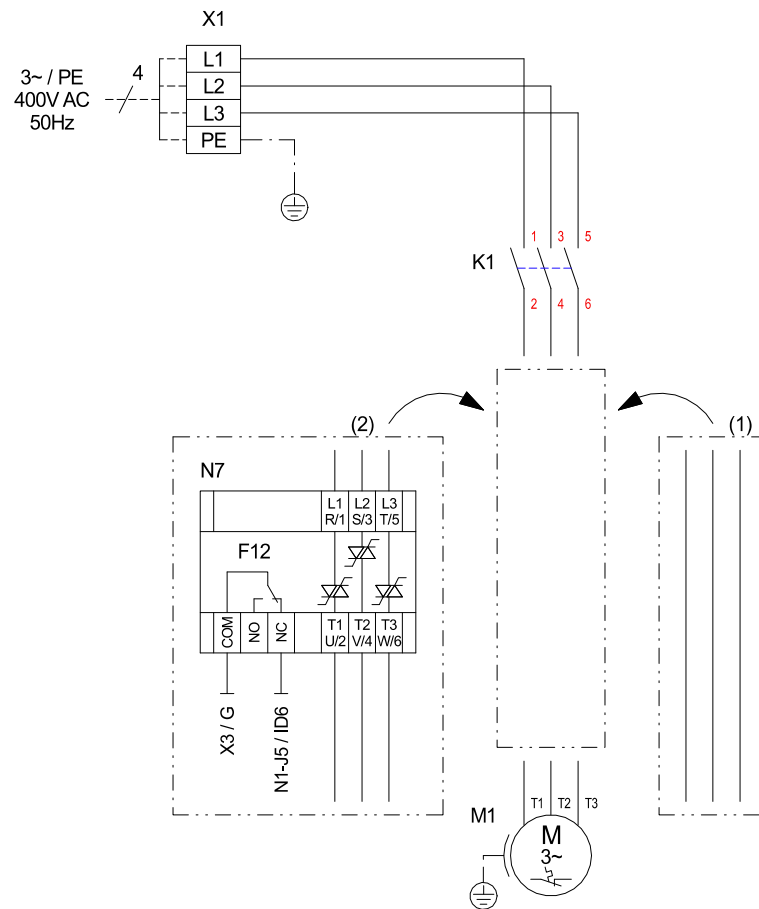 X1
3~ / PE
400V AC
50Hz
4
L1
L2
L3
PE
K1
1 3 5
2 4 6
(2)
(1)
N7
L1 L2 L3
R/1 S/3 T/5
F12
COM
NO
NC
T1 T2 T3
U/2 V/4 W/6
X3 / G
N1-J5 / ID6
M1
T1 T2 T3
M
3~